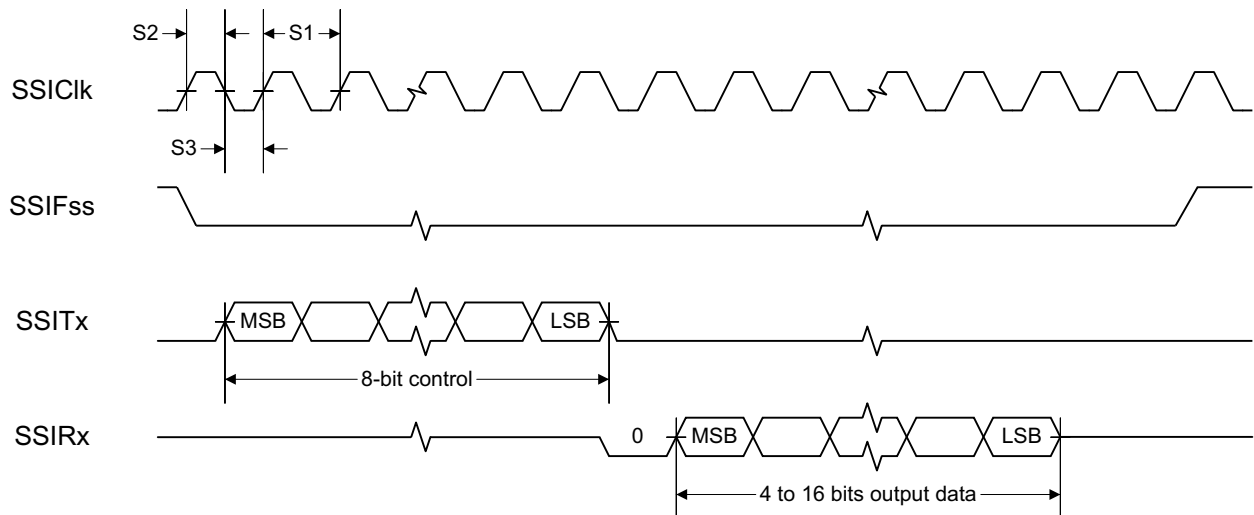 S2
S1
SSIClk
S3
SSIFss
SSITx
MSB
LSB
8-bit control
SSIRx
0
MSB
LSB
4 to 16 bits output data